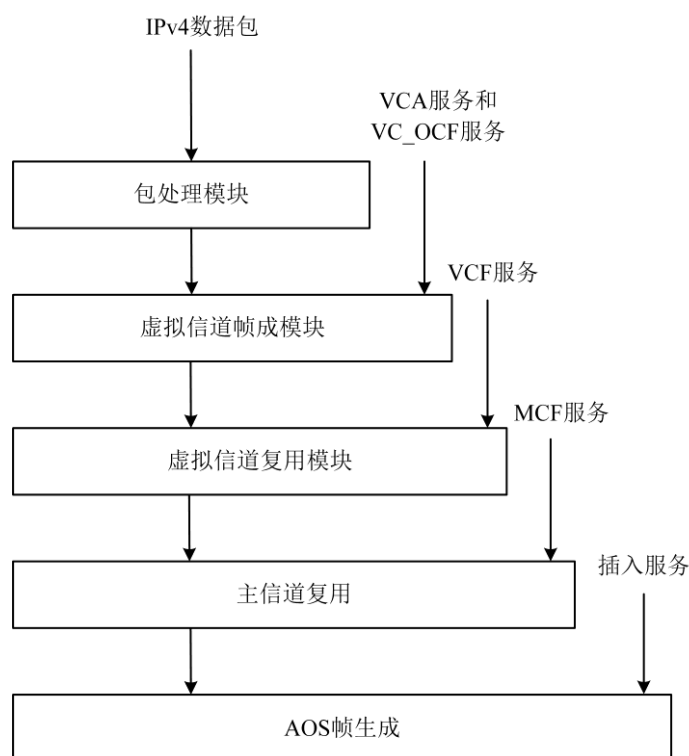 IPv4数据包
VCA服务和
VC_OCF服务
包处理模块
VCF服务
虚拟信道帧成模块
MCF服务
虚拟信道复用模块
插入服务
主信道复用
AOS帧生成